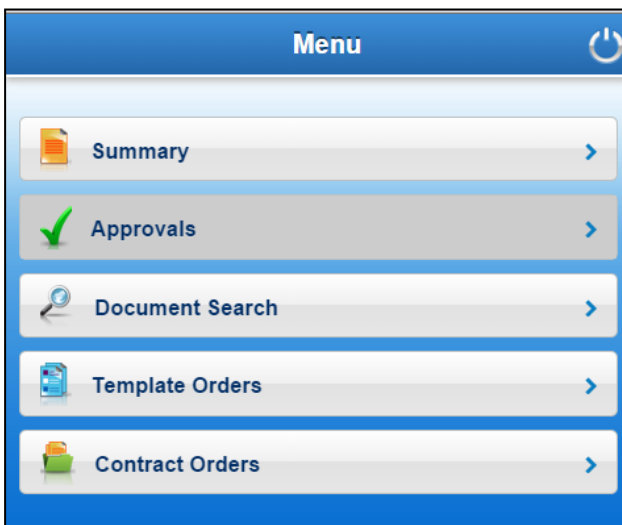 Menu
Summary
Approvals
Document Search
Template Orders
Contract Orders